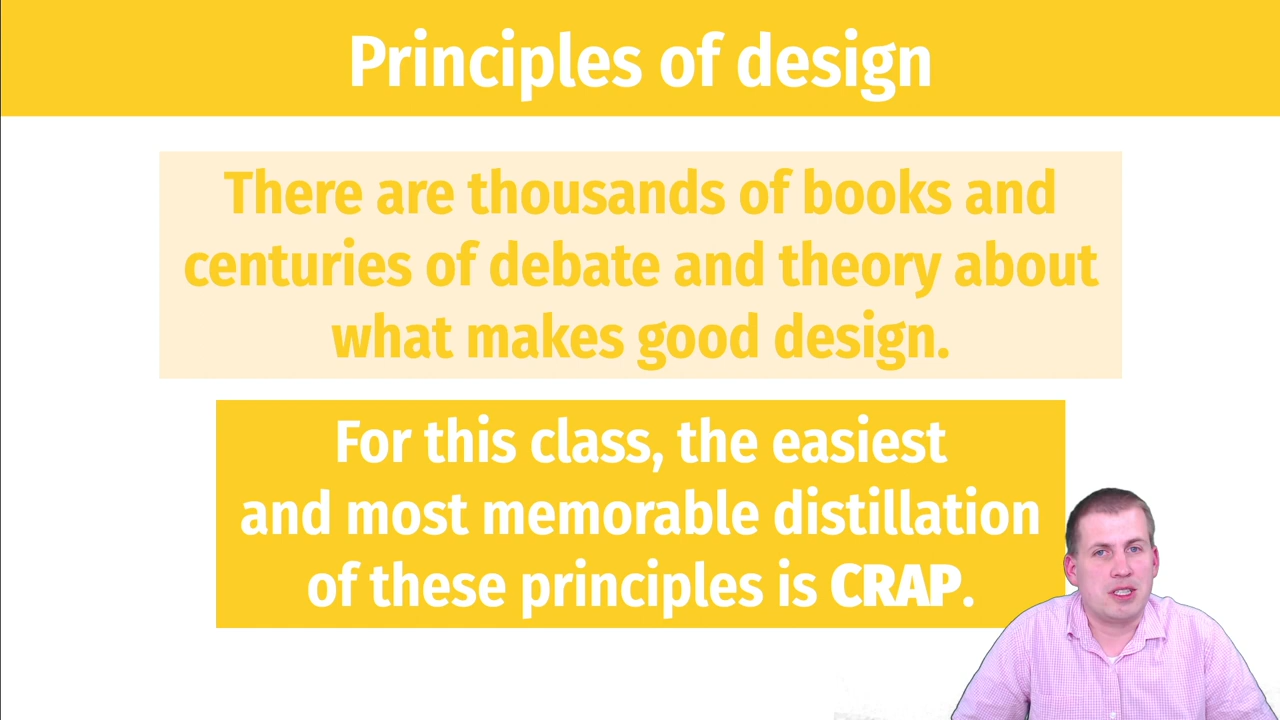 Principles of design
There are thousands of books and
centuries of debate and theory about
what makes good design.
For this class, the easiest
and most memorable distillation
of these principles is CRAP.